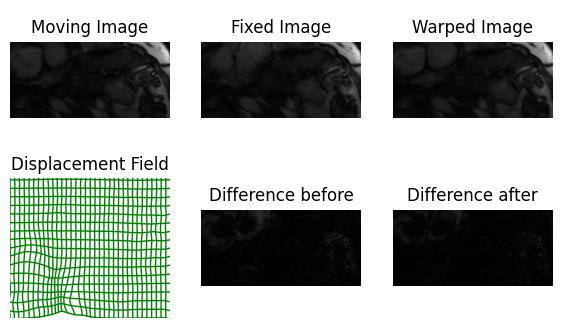 Moving Image
Fixed Image
Warped Image
Displacement Field
Difference before
Difference after